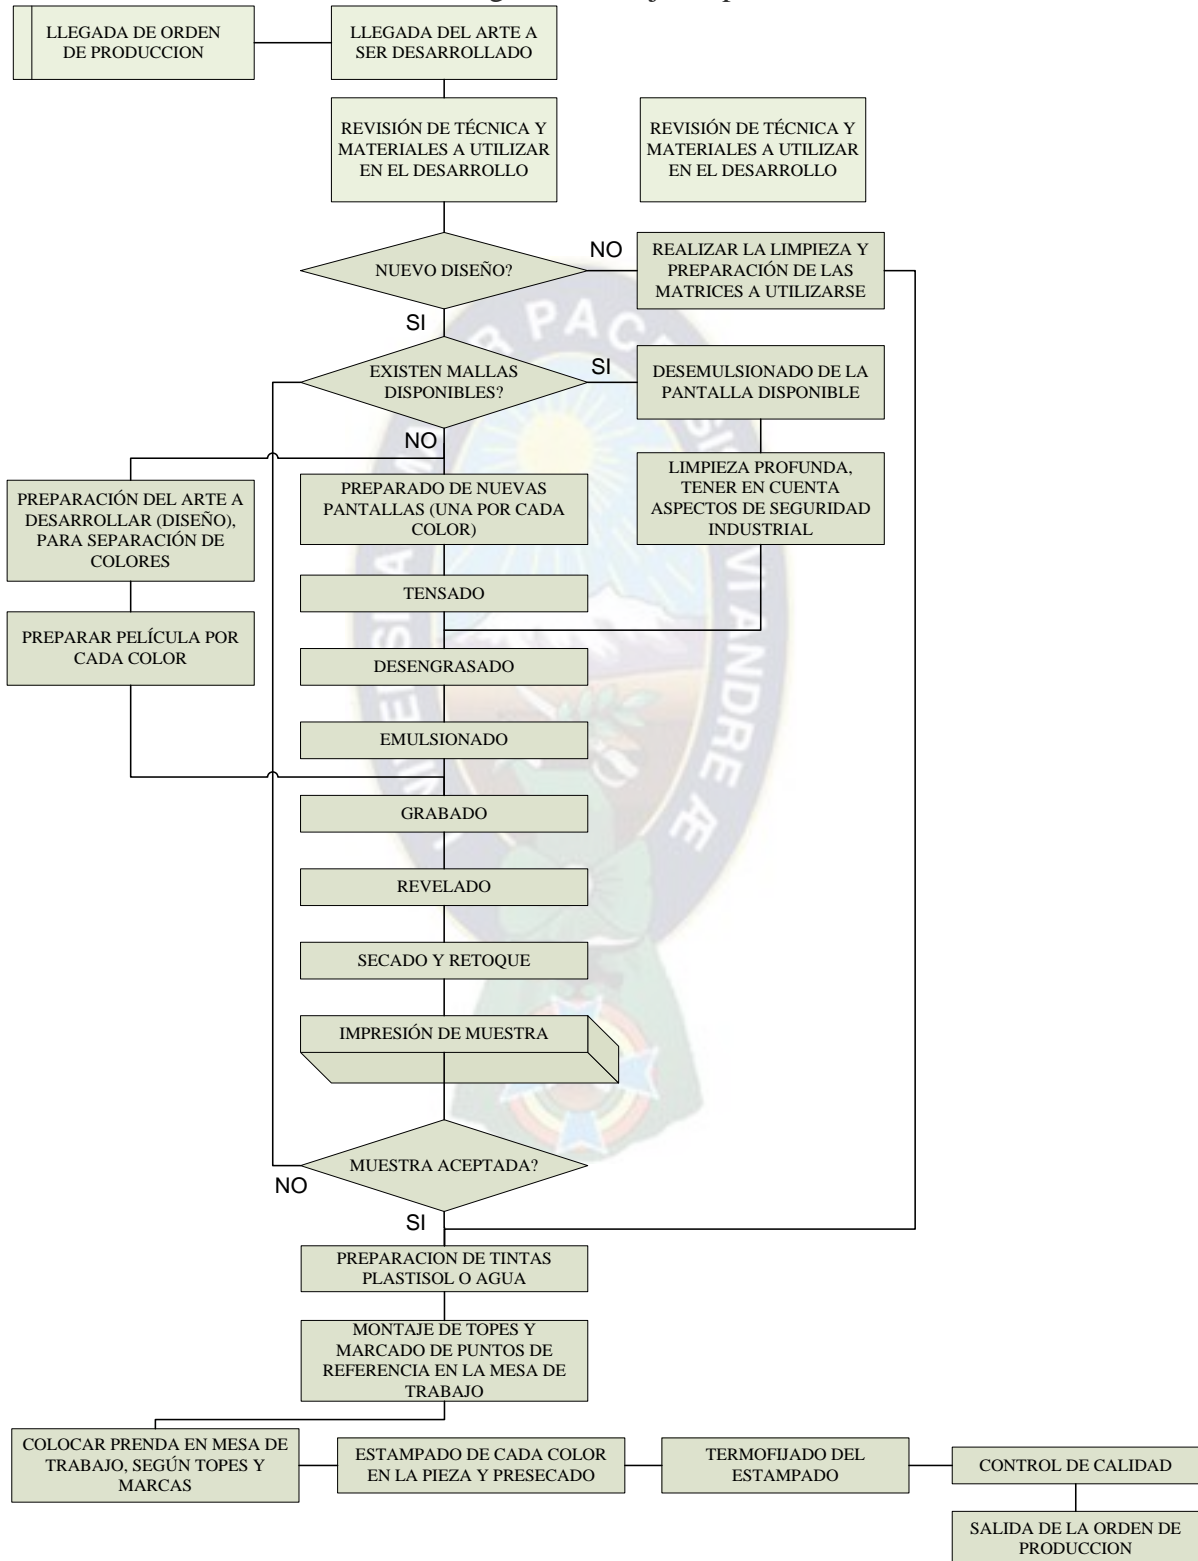 LLEGADA DE ORDEN
DE PRODUCCION
LLEGADA DEL ARTE A
SER DESARROLLADO
REVISIÓN DE TÉCNICA Y
MATERIALES A UTILIZAR
EN EL DESARROLLO
REVISIÓN DE TÉCNICA Y
MATERIALES A UTILIZAR
EN EL DESARROLLO
NUEVO DISEÑO?
NO
REALIZAR LA LIMPIEZA Y
PREPARACIÓN DE LAS
MATRICES A UTILIZARSE
SI
EXISTEN MALLAS
DISPONIBLES?
SI
DESEMULSIONADO DE LA
PANTALLA DISPONIBLE
NO
PREPARACIÓN DEL ARTE A
DESARROLLAR (DISEÑO),
PARA SEPARACIÓN DE
COLORES
PREPARADO DE NUEVAS
PANTALLAS (UNA POR CADA
COLOR)
LIMPIEZA PROFUNDA,
TENER EN CUENTA
ASPECTOS DE SEGURIDAD
INDUSTRIAL
TENSADO
PREPARAR PELÍCULA POR
CADA COLOR
DESENGRASADO
EMULSIONADO
GRABADO
REVELADO
SECADO Y RETOQUE
IMPRESIÓN DE MUESTRA
MUESTRA ACEPTADA?
NO
SI
PREPARACION DE TINTAS
PLASTISOL O AGUA
MONTAJE DE TOPES Y
MARCADO DE PUNTOS DE
REFERENCIA EN LA MESA DE
TRABAJO
COLOCAR PRENDA EN MESA DE
TRABAJO, SEGÚN TOPES Y
MARCAS
ESTAMPADO DE CADA COLOR
EN LA PIEZA Y PRESECADO
TERMOFIJADO DEL
ESTAMPADO
CONTROL DE CALIDAD
SALIDA DE LA ORDEN DE
PRODUCCION